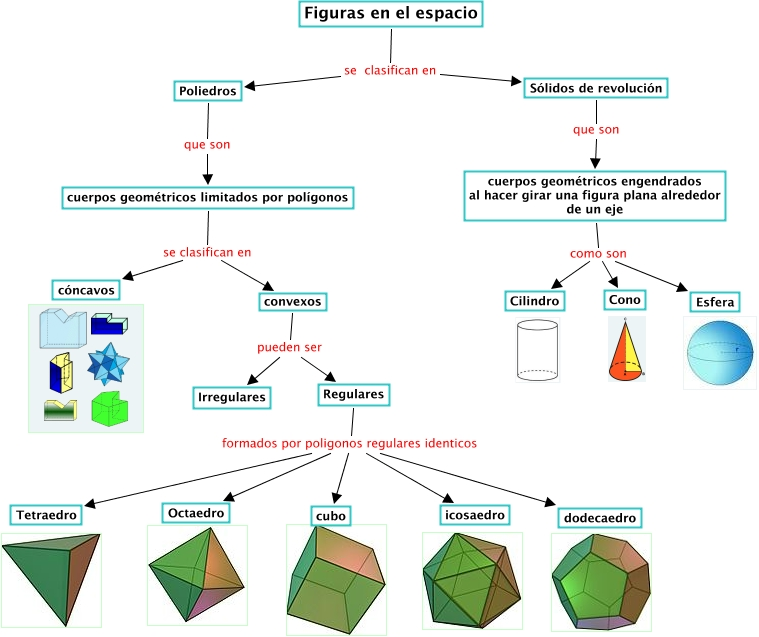 Figuras en el espacio
se clasifican en
Poliedros
Sólidos de revolución
que son
que son
cuerpos geométricos limitados por polígonos
cuerpos geométricos engendrados
al hacer girar una figura plana alrededor
de un eje
se clasifican en
como son
cóncavos
convexos
Cilindro
Cono
Esfera
pueden ser
Irregulares
Regulares
formados por poligonos regulares identicos
Tetraedro
Octaedro
cubo
icosaedro
dodecaedro